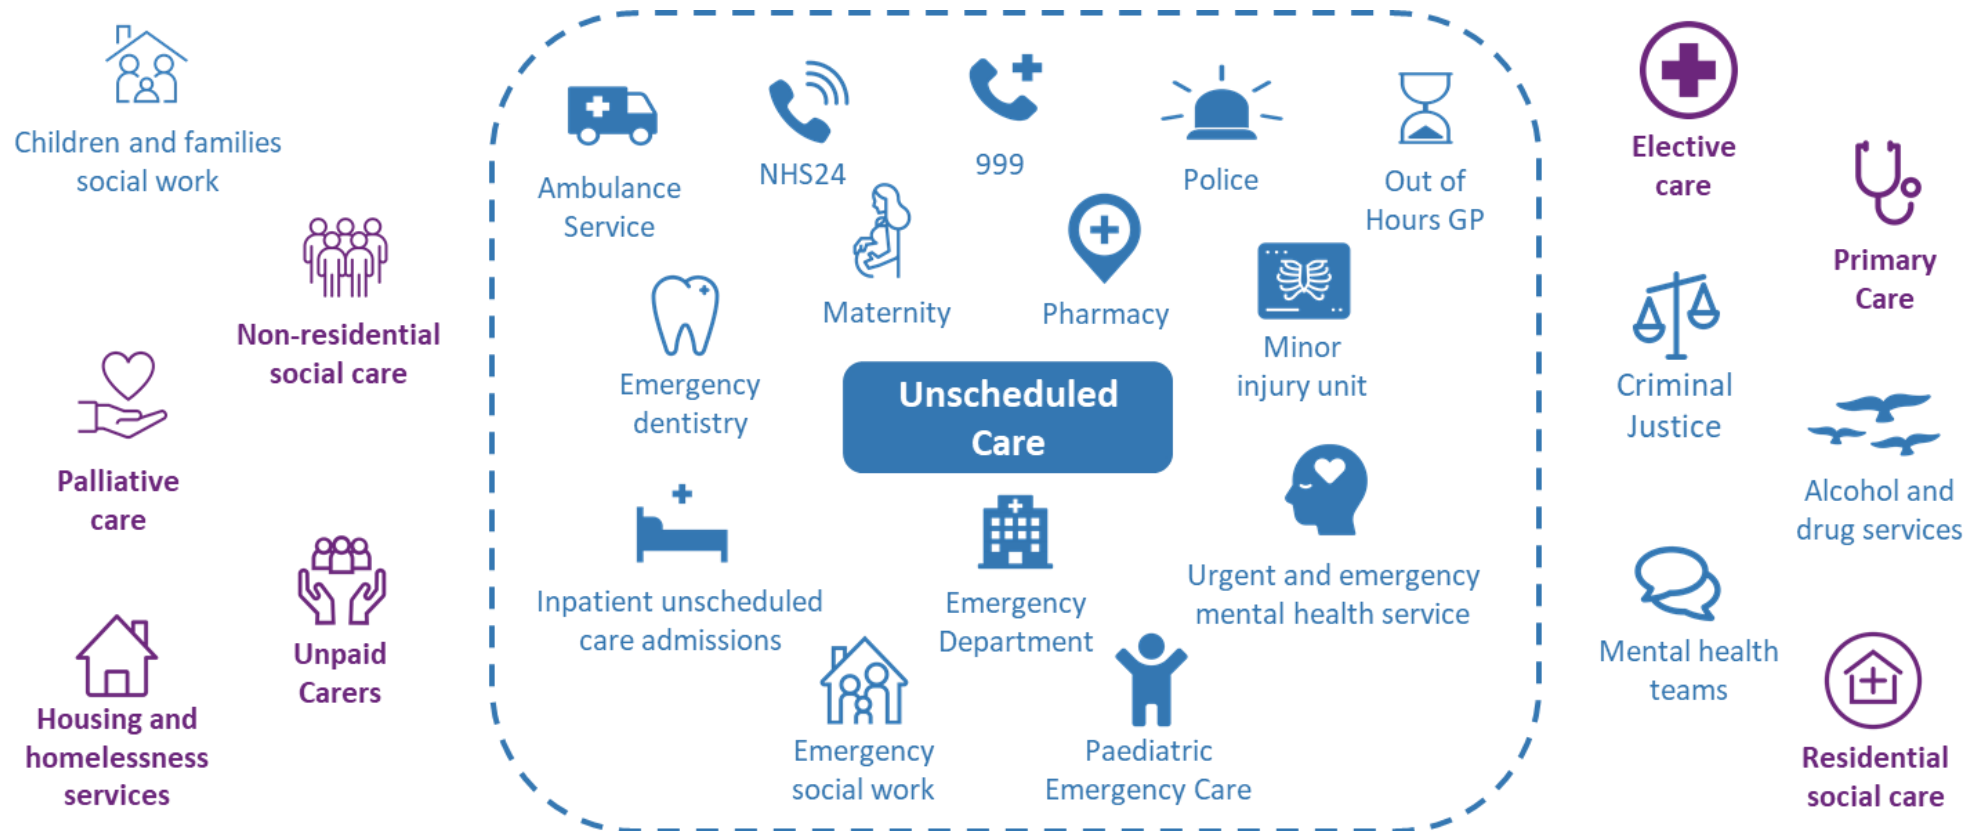 Children and families
social work
Non-residential
social care
Palliative
care
Unpaid
Carers
Housing and
homelessness
services
Ambulance
Service
NHS24
999
Police
Out of
Hours GP
Maternity
Pharmacy
Minor
injury unit
Emergency
dentistry
Unscheduled
Care
Inpatient unscheduled
care admissions
Emergency
Department
Urgent and emergency
mental health service
Emergency
social work
Paediatric
Emergency Care
Elective
care
Primary
Care
Criminal
Justice
Alcohol and
drug services
Mental health
teams
Residential
social care